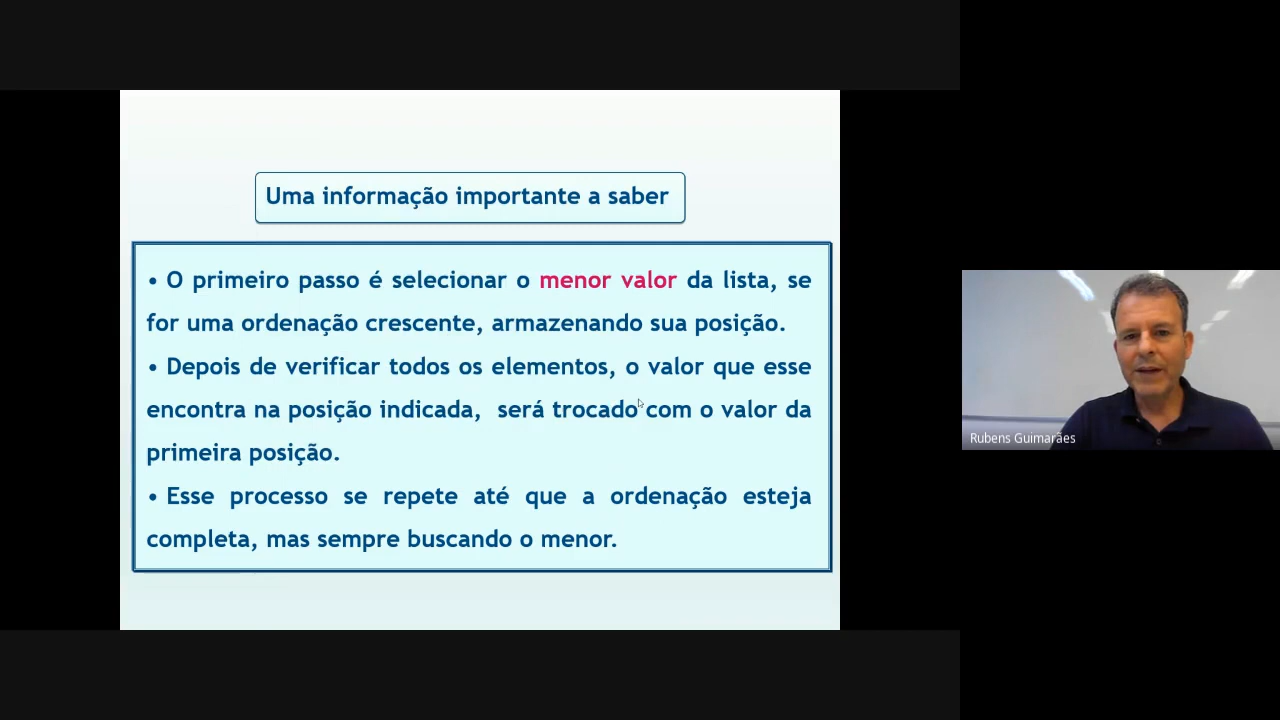 Uma informação importante a saber
• O primeiro passo é selecionar o menor valor da lista, se
for uma ordenação crescente, armazenando sua posição.
• Depois de verificar todos os elementos, o valor que esse
encontra na posição indicada,  será trocado com o valor da
primeira posição.
• Esse processo se repete até que a ordenação esteja
completa, mas sempre buscando o menor.
Rubens Guimarães